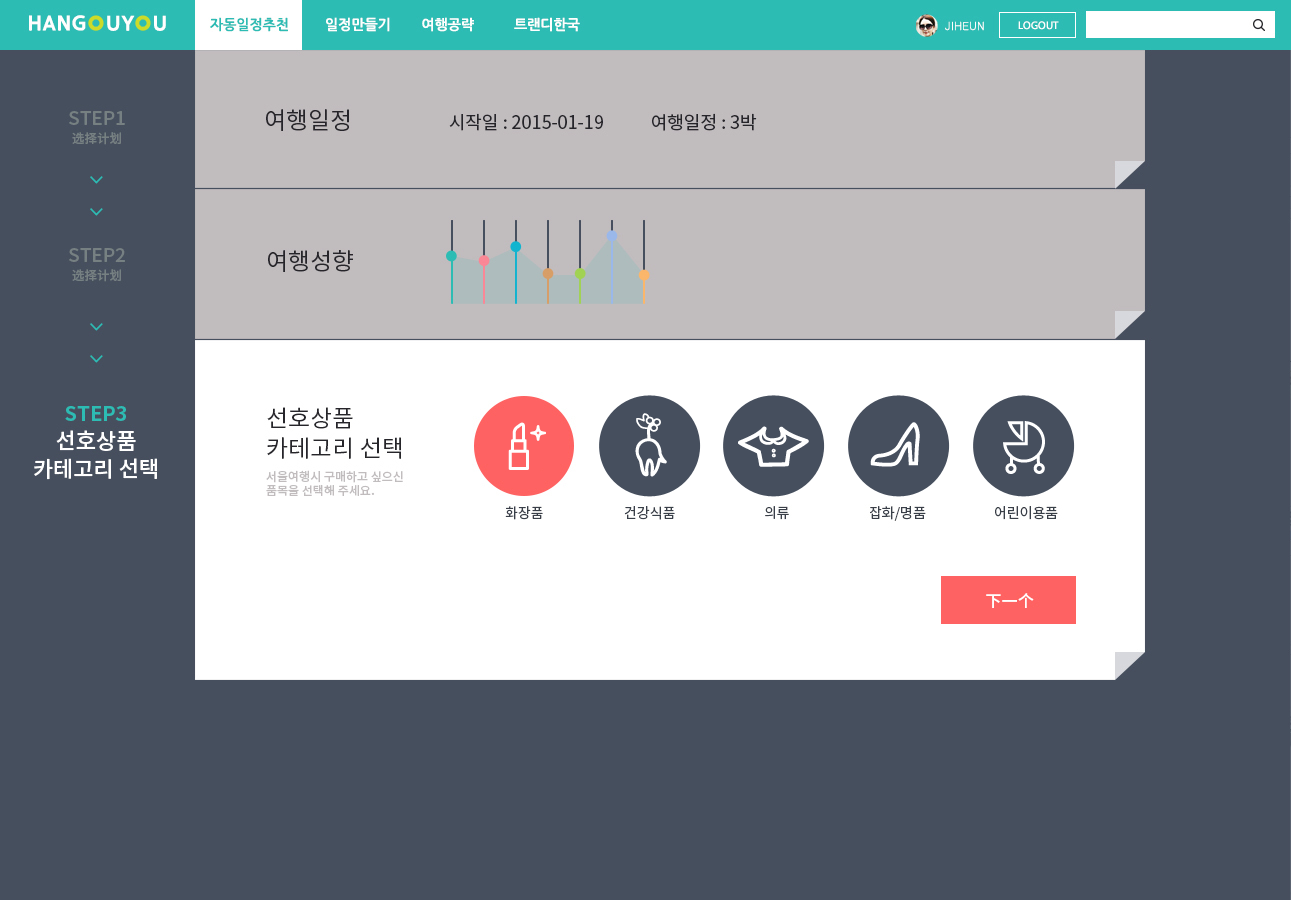 HANGOUYOU
자동일정추천
일정만들기
여행공략
트랜디한국
JIHEUN
LOGOUT
STEP1
选择计划
STEP2
选择计划
STEP3
선호상품
카테고리 선택
여행일정
시작일 : 2015-01-19
여행일정 : 3박
여행성향
선호상품
카테고리 선택
서울여행시 구매하고 싶으신
품목을 선택해 주세요.
화장품
건강식품
의류
잡화/명품
어린이용품
下一个